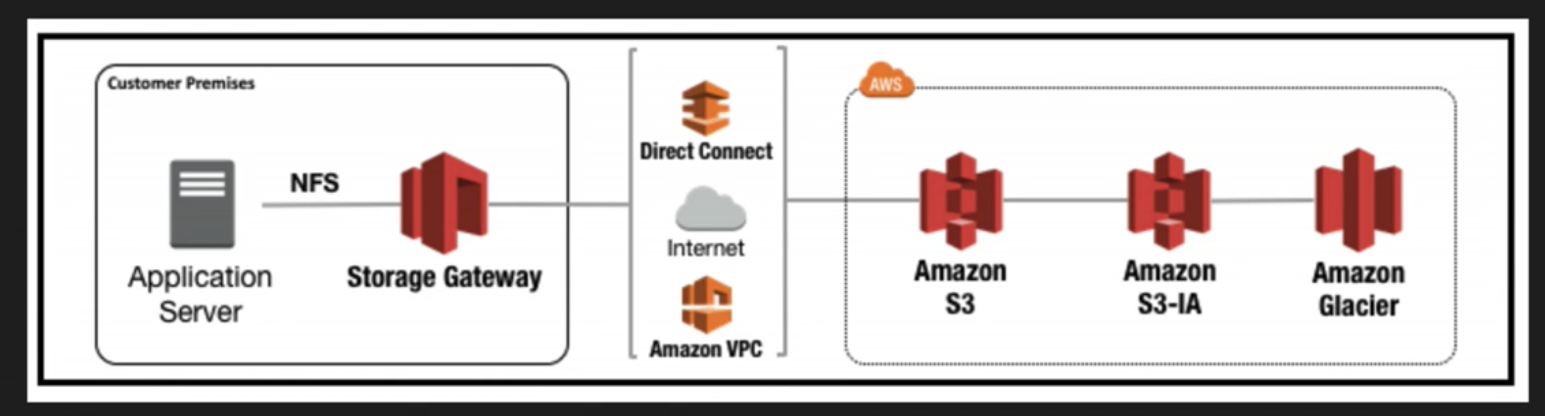 Customer Premises
NFS
Application
Server
Storage Gateway
Direct Connect
Internet
Amazon VPC
AWS
Amazon
S3
Amazon
S3-IA
Amazon
Glacier